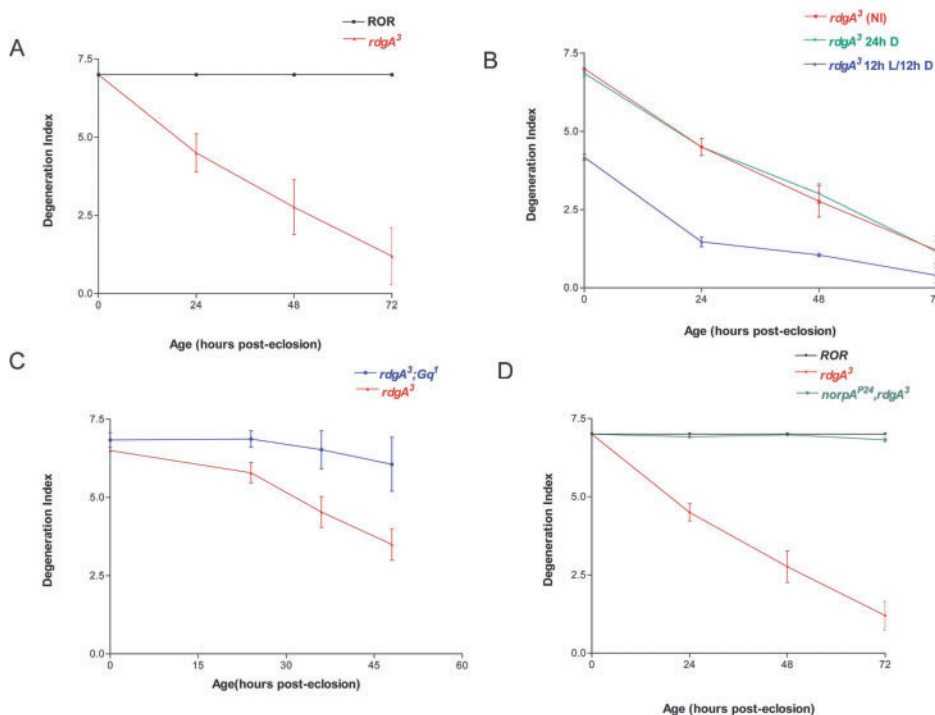 A
ROR
rdgA3
7.5
5.0
2.5
0.0
Degeneration Index
0
24
48
72
Age (hours post-eclosion)
B
rdgA3 (NI)
rdgA3 24h D
rdgA3 12h L/12h D
7.5
5.0
2.5
0.0
Degeneration Index
0
24
48
Age (hours post-eclosion)
C
rdgA3;Gq1
rdgA3
7.5
5.0
2.5
0.0
Degeneration Index
0
15
30
45
60
Age(hours post-eclosion)
D
ROR
rdgA3
norpAP24,rdgA3
7.5
5.0
2.5
0.0
Degeneration Index
0
24
48
72
Age (hours post-eclosion)